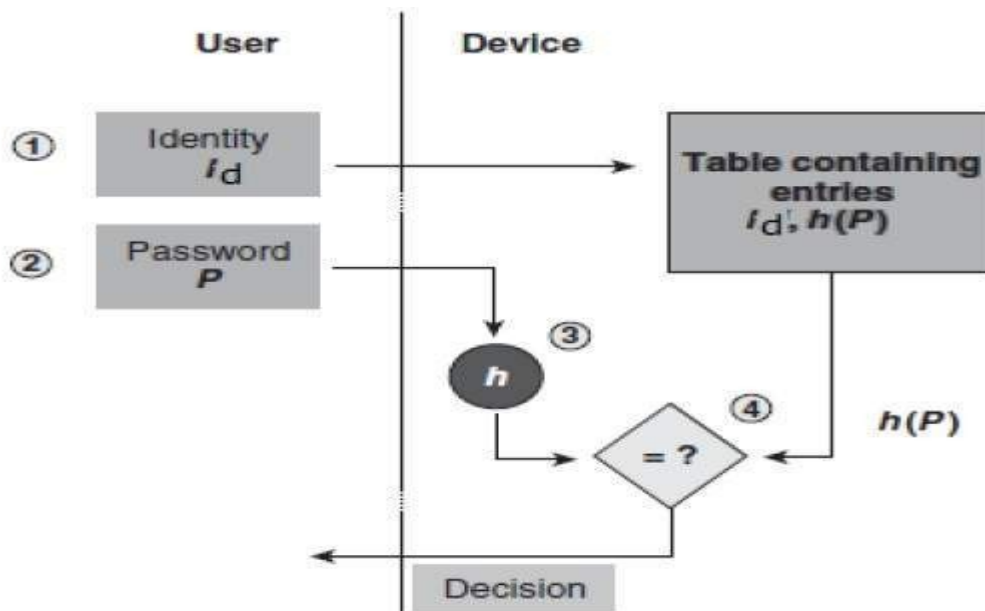 User Device
① Identity
id
Table containing
entries
id', h(P)
② Password
P
③
h
④
= ?
h(P)
Decision